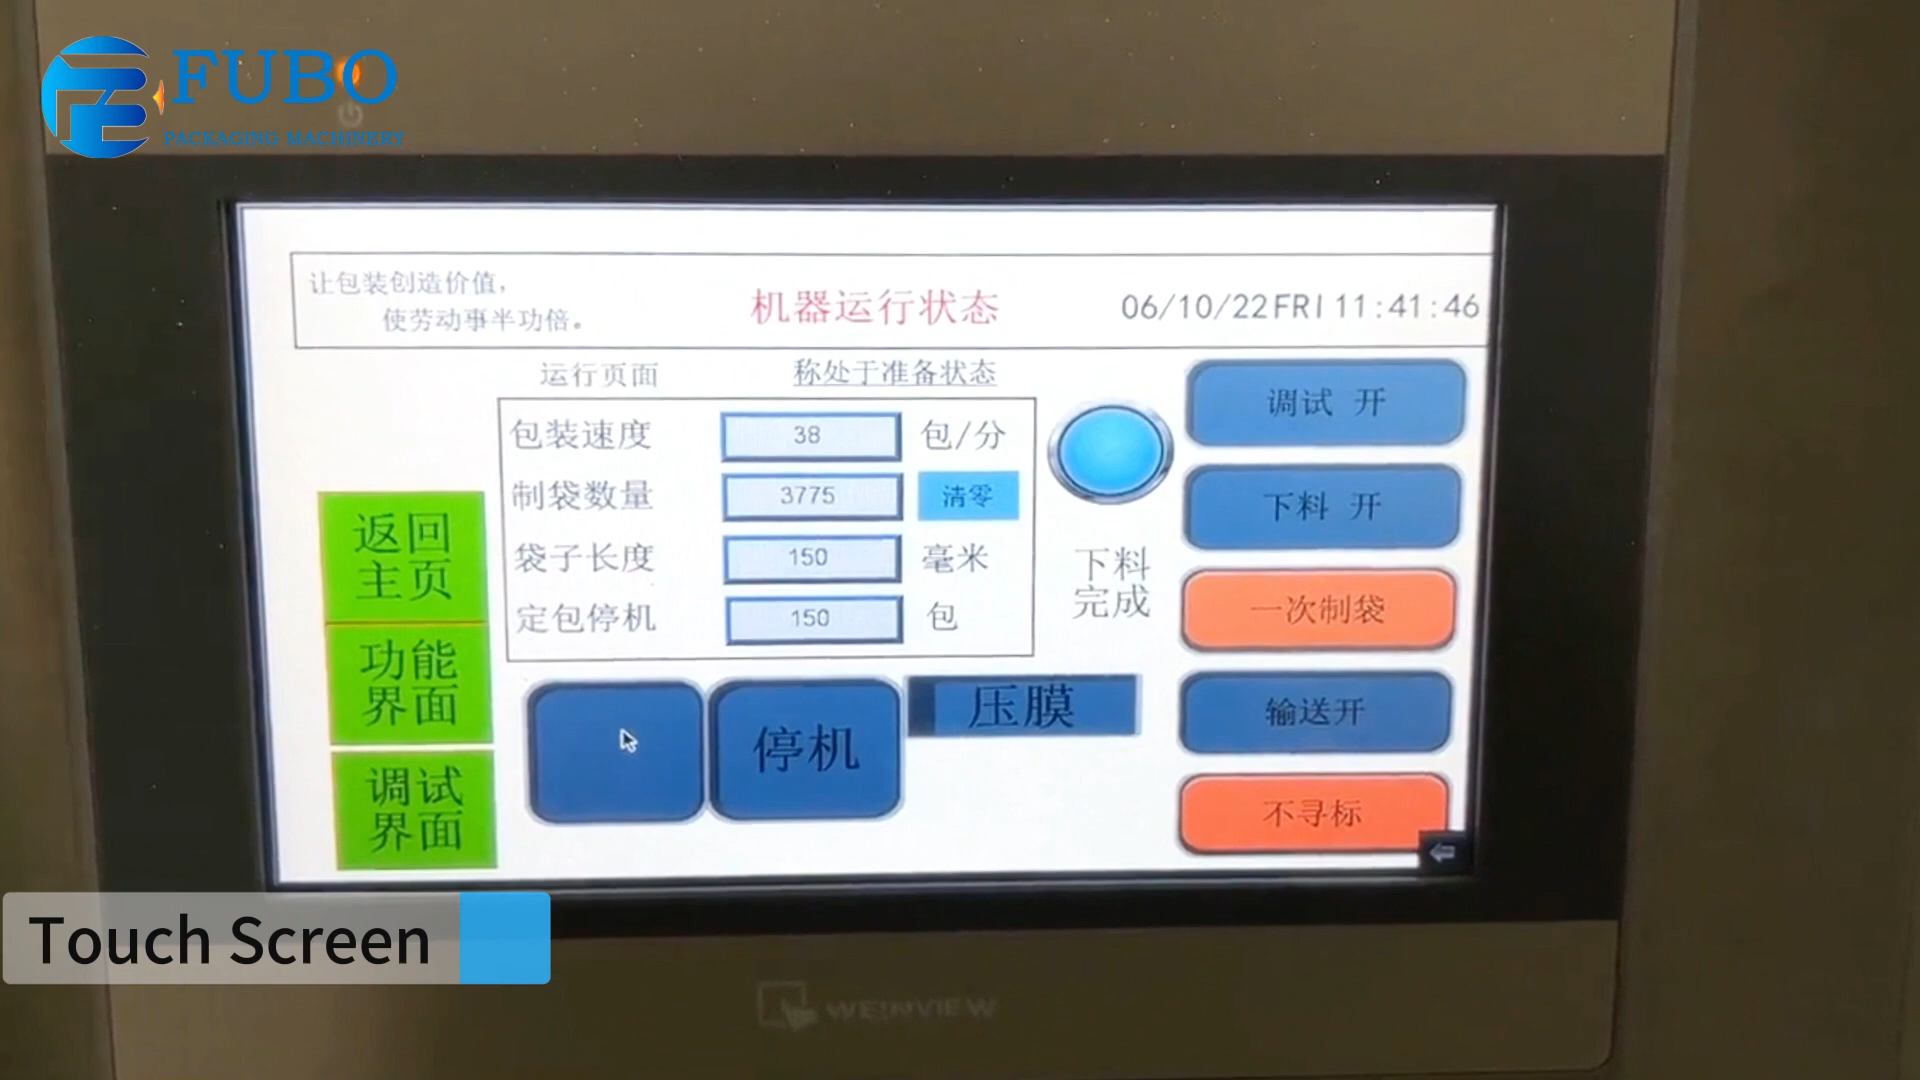 FUBO
PACKAGING MACHINERY
让包装创造价值，
使劳动事半功倍。
机器运行状态
06/10/22 FRI 11:41:46
运行页面
称处于准备状态
包装速度 38 包/分
制袋数量 3775 清零
袋子长度 150 毫米
定包停机 150 包
返回
主页
功能
界面
调试
界面
停机
压膜
下料
完成
调试 开
下料 开
一次制袋
输送开
不寻标
Touch Screen
WEINVIEW